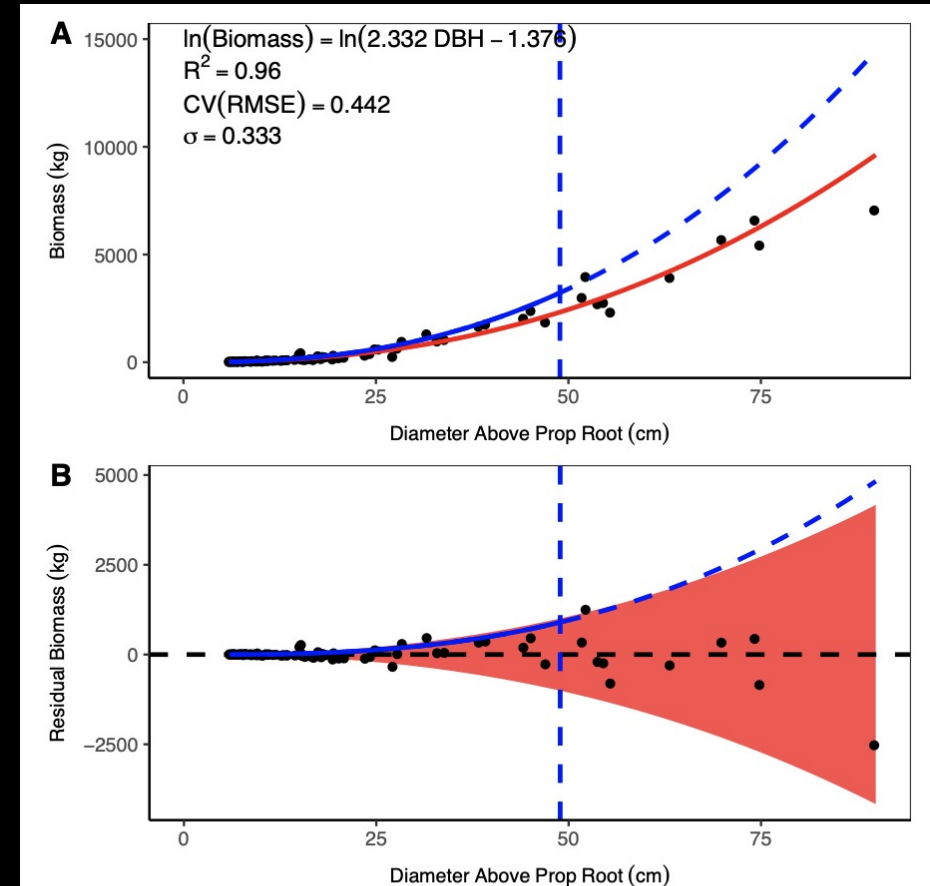 A
ln(Biomass) = ln(2.332 DBH − 1.376)
R² = 0.96
CV(RMSE) = 0.442
σ = 0.333
15000
10000
5000
0
Biomass (kg)
0 25 50 75
Diameter Above Prop Root (cm)
B
5000
2500
0
−2500
Residual Biomass (kg)
0 25 50 75
Diameter Above Prop Root (cm)